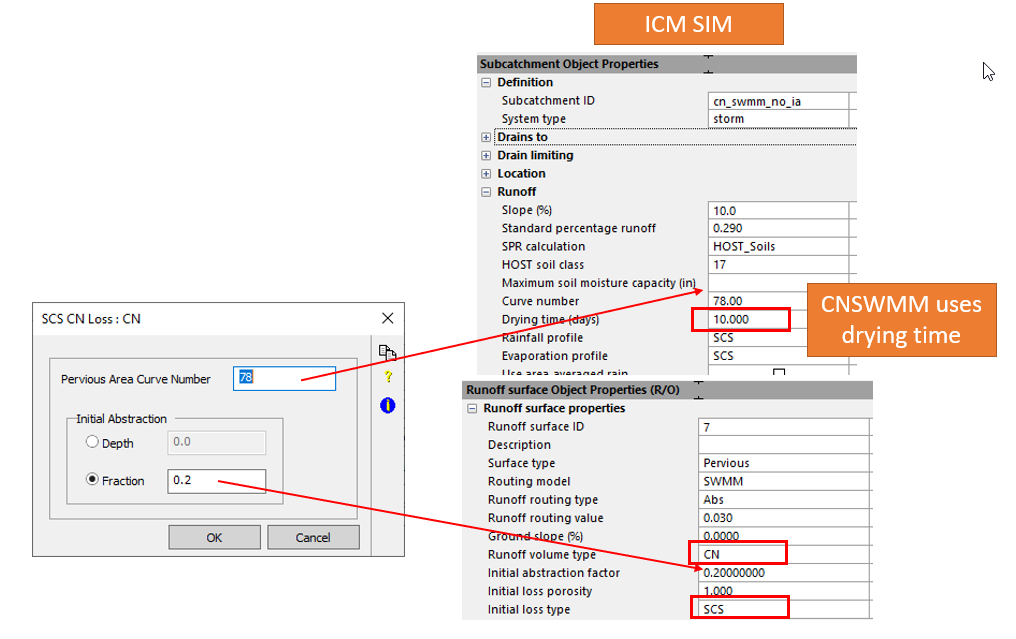 ICM SIM
Subcatchment Object Properties
Definition
Subcatchment ID cn_swmm_no_ia
System type storm
Drains to
Drain limiting
Location
Runoff
Slope (%) 10.0
Standard percentage runoff 0.290
SPR calculation HOST_Soils
HOST soil class 17
Maximum soil moisture capacity (in)
Curve number 78.00
Drying time (days) 10.000
Rainfall profile SCS
Evaporation profile SCS
Use area averaged rain
CNSWMM uses
drying time
SCS CN Loss : CN
Pervious Area Curve Number 78
Initial Abstraction
Depth 0.0
Fraction 0.2
OK Cancel
?
i
Runoff surface Object Properties (R/O)
Runoff surface properties
Runoff surface ID 7
Description
Surface type Pervious
Routing model SWMM
Runoff routing type Abs
Runoff routing value 0.030
Ground slope (%) 0.0000
Runoff volume type CN
Initial abstraction factor 0.20000000
Initial loss porosity 1.000
Initial loss type SCS